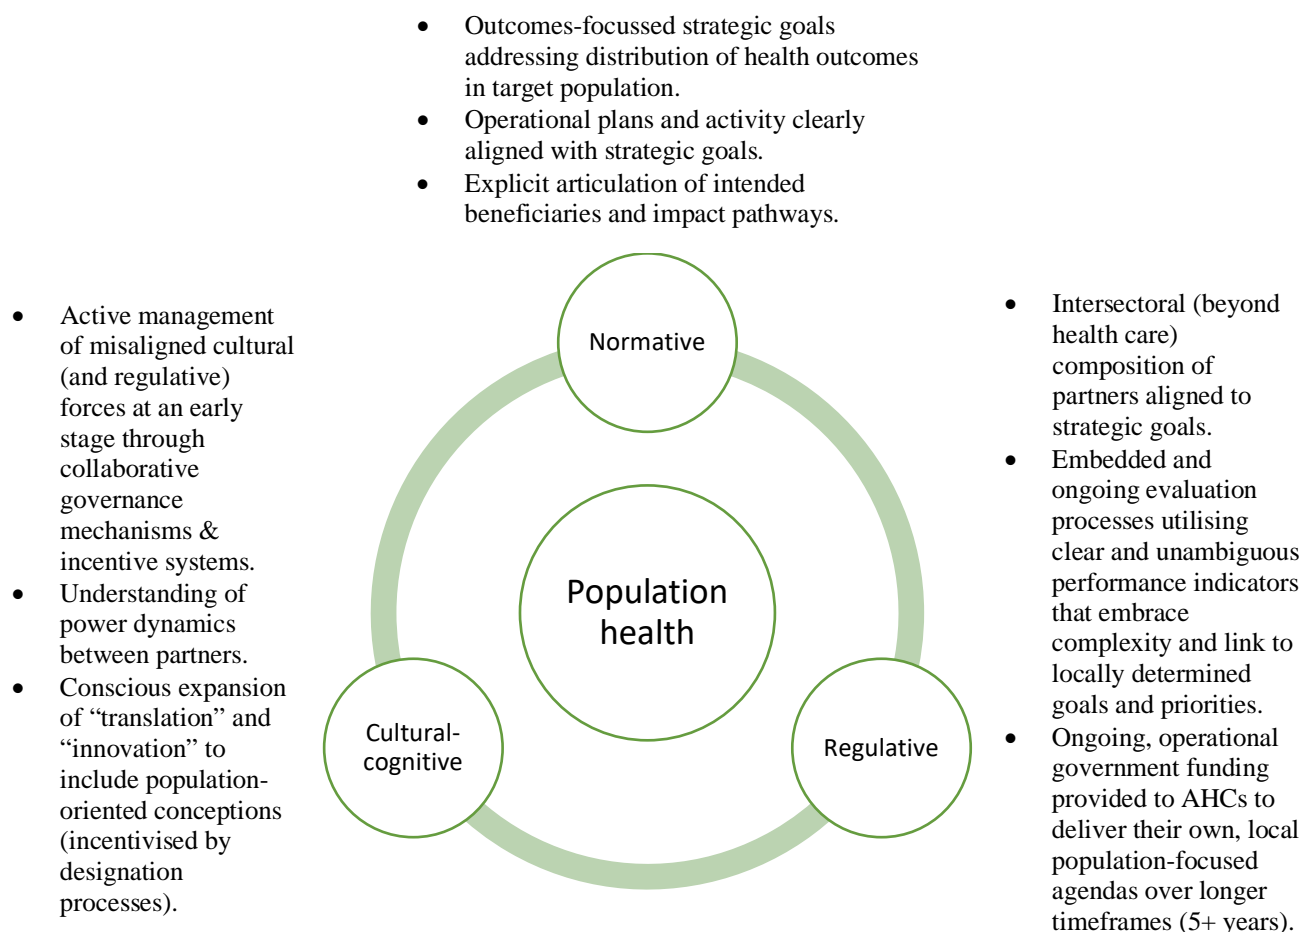 • Outcomes-focussed strategic goals
addressing distribution of health outcomes
in target population.
• Operational plans and activity clearly
aligned with strategic goals.
• Explicit articulation of intended
beneficiaries and impact pathways.
• Active management
of misaligned cultural
(and regulative)
forces at an early
stage through
collaborative
governance
mechanisms &
incentive systems.
• Understanding of
power dynamics
between partners.
• Conscious expansion
of “translation” and
“innovation” to
include population-
oriented conceptions
(incentivised by
designation
processes).
Normative
Population
health
Cultural-
cognitive
Regulative
• Intersectoral (beyond
health care)
composition of
partners aligned to
strategic goals.
• Embedded and
ongoing evaluation
processes utilising
clear and unambiguous
performance indicators
that embrace
complexity and link to
locally determined
goals and priorities.
• Ongoing, operational
government funding
provided to AHCs to
deliver their own, local
population-focused
agendas over longer
timeframes (5+ years).